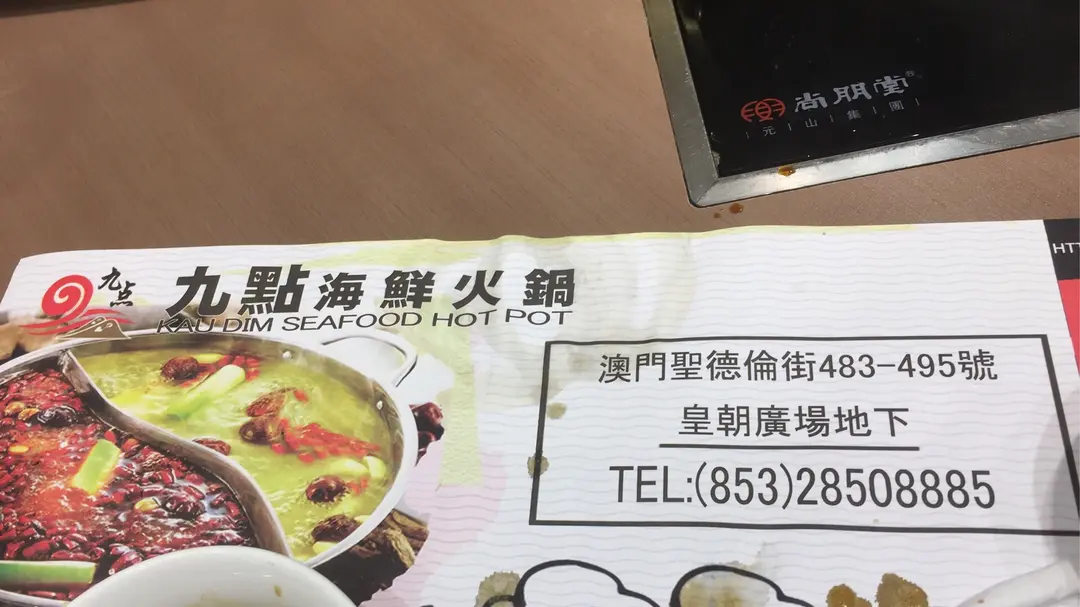 尚朋堂®
元山集團
HTT
九点
九點海鮮火鍋
KAU DIM SEAFOOD HOT POT
澳門聖德倫街483-495號
皇朝廣場地下
TEL:(853)28508885